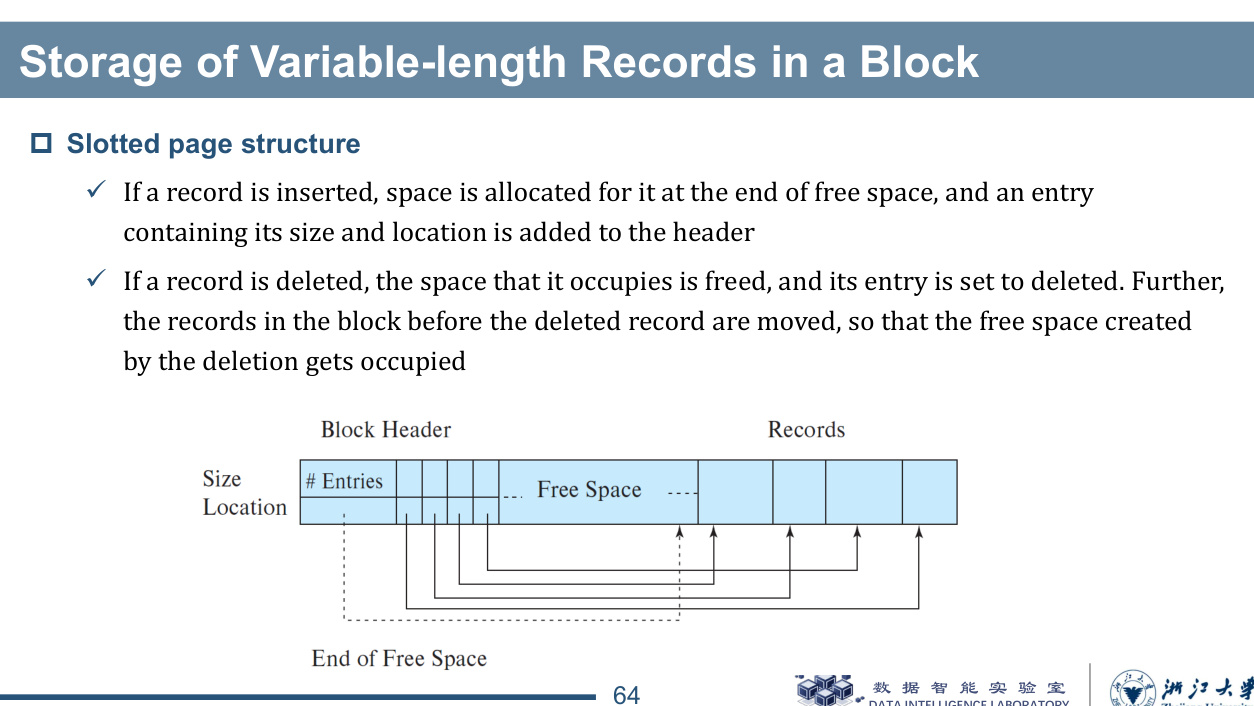 Storage of Variable-length Records in a Block
Slotted page structure
If a record is inserted, space is allocated for it at the end of free space, and an entry
containing its size and location is added to the header
If a record is deleted, the space that it occupies is freed, and its entry is set to deleted. Further,
the records in the block before the deleted record are moved, so that the free space created
by the deletion gets occupied
Block Header
Records
Size
Location
# Entries
Free Space
End of Free Space
64
数据智能实验室
DATA INTELLIGENCE LABORATORY
浙江大学